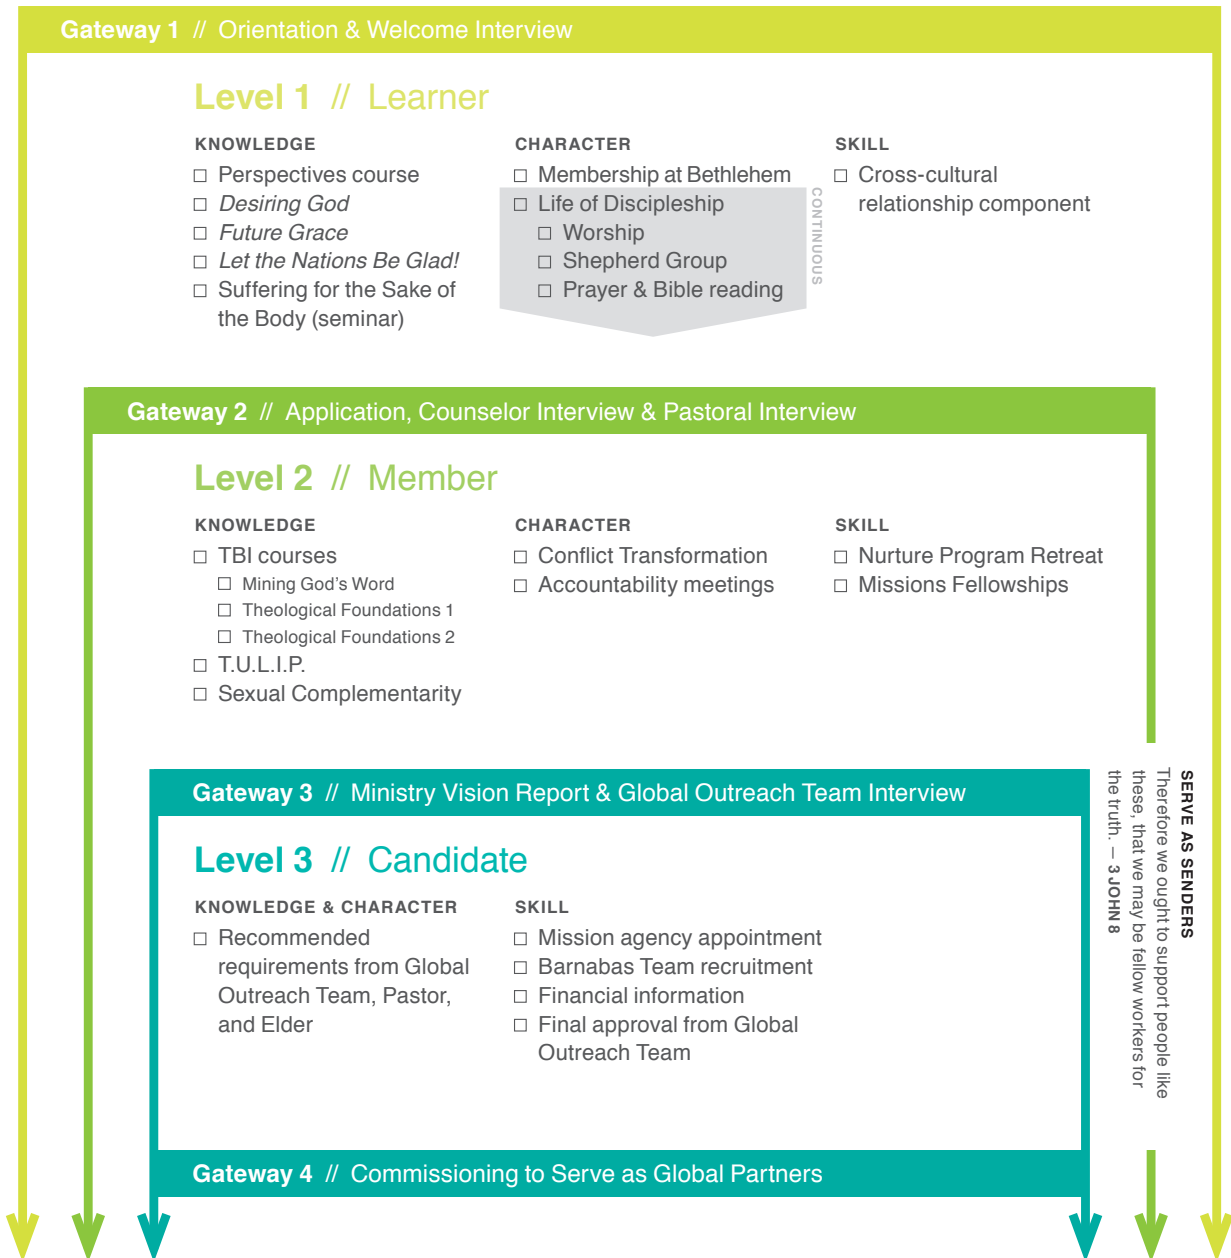 Gateway 1 // Orientation & Welcome Interview
Level 1 // Learner
KNOWLEDGE
☐ Perspectives course
☐ Desiring God
☐ Future Grace
☐ Let the Nations Be Glad!
☐ Suffering for the Sake of
the Body (seminar)
CHARACTER
☐ Membership at Bethlehem
☐ Life of Discipleship
☐ Worship
☐ Shepherd Group
☐ Prayer & Bible reading
CONTINUOUS
SKILL
☐ Cross-cultural
relationship component
Gateway 2 // Application, Counselor Interview & Pastoral Interview
Level 2 // Member
KNOWLEDGE
☐ TBI courses
☐ Mining God's Word
☐ Theological Foundations 1
☐ Theological Foundations 2
☐ T.U.L.I.P.
☐ Sexual Complementarity
CHARACTER
☐ Conflict Transformation
☐ Accountability meetings
SKILL
☐ Nurture Program Retreat
☐ Missions Fellowships
Gateway 3 // Ministry Vision Report & Global Outreach Team Interview
Level 3 // Candidate
KNOWLEDGE & CHARACTER
☐ Recommended
requirements from Global
Outreach Team, Pastor,
and Elder
SKILL
☐ Mission agency appointment
☐ Barnabas Team recruitment
☐ Financial information
☐ Final approval from Global
Outreach Team
SERVE AS SENDERS
Therefore we ought to support people like
these, that we may be fellow workers for
the truth. — 3 JOHN 8
Gateway 4 // Commissioning to Serve as Global Partners